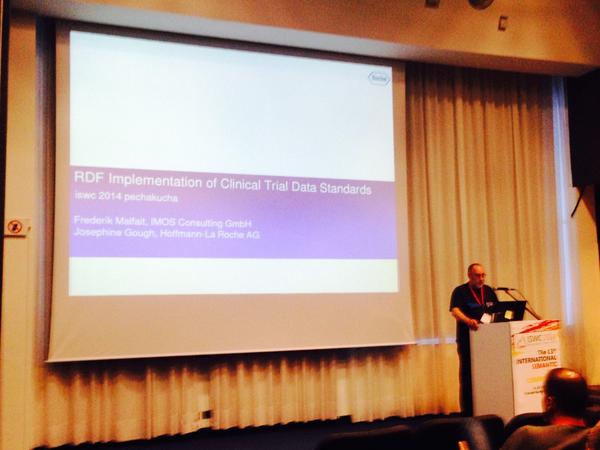 Roche
RDF Implementation of Clinical Trial Data Standards
iswc 2014 pechakucha
Frederik Malfait, IMOS Consulting GmbH
Josephine Gough, Hoffmann-La Roche AG
ISWC 2014
The 13th
INTERNATIONAL
SEMANTIC